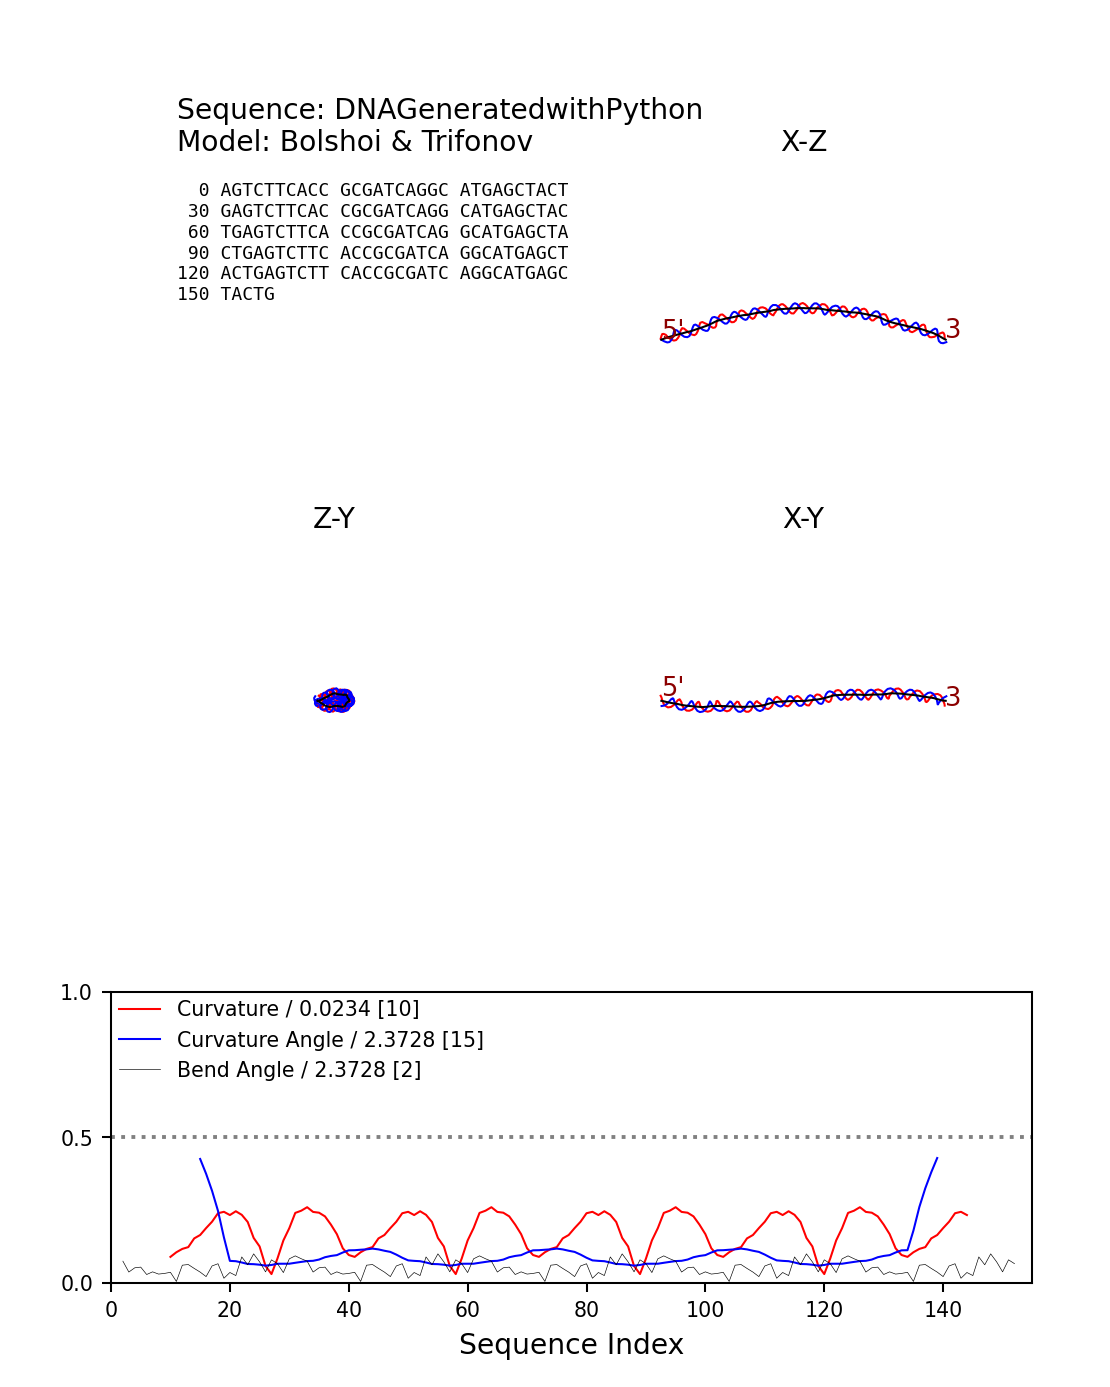 Sequence: DNAGeneratedwithPython
Model: Bolshoi & Trifonov
X-Z
0 AGTCTTCACC GCGATCAGGC ATGAGCTACT
30 GAGTCTTCAC CGCGATCAGG CATGAGCTAC
60 TGAGTCTTCA CCGCGATCAG GCATGAGCTA
90 CTGAGTCTTC ACCGCGATCA GGCATGAGCT
120 ACTGAGTCTT CACCGCGATC AGGCATGAGC
150 TACTG
5' 3
Z-Y
X-Y
5' 3
1.0
Curvature / 0.0234 [10]
Curvature Angle / 2.3728 [15]
Bend Angle / 2.3728 [2]
0.5
0.0
0 20 40 60 80 100 120 140
Sequence Index